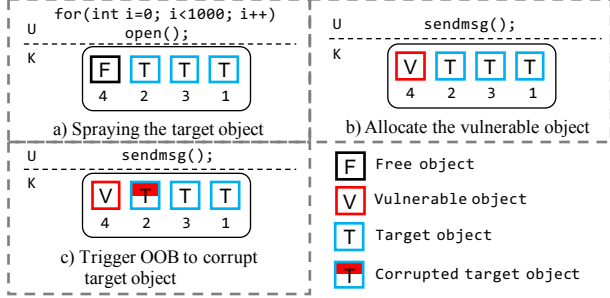 for(int i=0; i<1000; i++)
U open();
K
F T T T
4 2 3 1
a) Spraying the target object
U sendmsg();
K
V T T T
4 2 3 1
b) Allocate the vulnerable object
U sendmsg();
K
V T T T
4 2 3 1
c) Trigger OOB to corrupt
target object
F Free object
V Vulnerable object
T Target object
T Corrupted target object